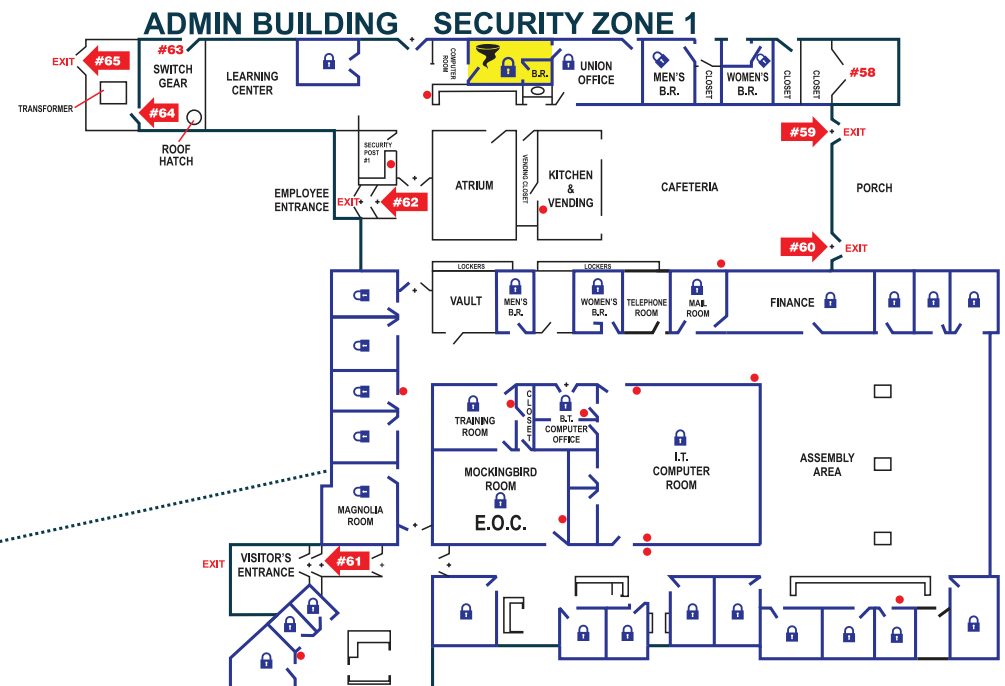 ADMIN BUILDING SECURITY ZONE 1
EXIT
#65
#63
SWITCH
GEAR
TRANSFORMER
#64
ROOF
HATCH
LEARNING
CENTER
COMPUTER
ROOM
B.R.
UNION
OFFICE
MEN'S
B.R.
CLOSET
WOMEN'S
B.R.
CLOSET
CLOSET
#58
#59
EXIT
SECURITY
POST
#1
EMPLOYEE
ENTRANCE
EXIT
#62
ATRIUM
VENDING CLOSET
KITCHEN
&
VENDING
CAFETERIA
PORCH
#60
EXIT
LOCKERS
LOCKERS
VAULT
MEN'S
B.R.
WOMEN'S
B.R.
TELEPHONE
ROOM
MAIL
ROOM
FINANCE
TRAINING
ROOM
CLOSET
B.T.
COMPUTER
OFFICE
I.T.
COMPUTER
ROOM
ASSEMBLY
AREA
MOCKINGBIRD
ROOM
E.O.C.
MAGNOLIA
ROOM
EXIT
VISITOR'S
ENTRANCE
#61